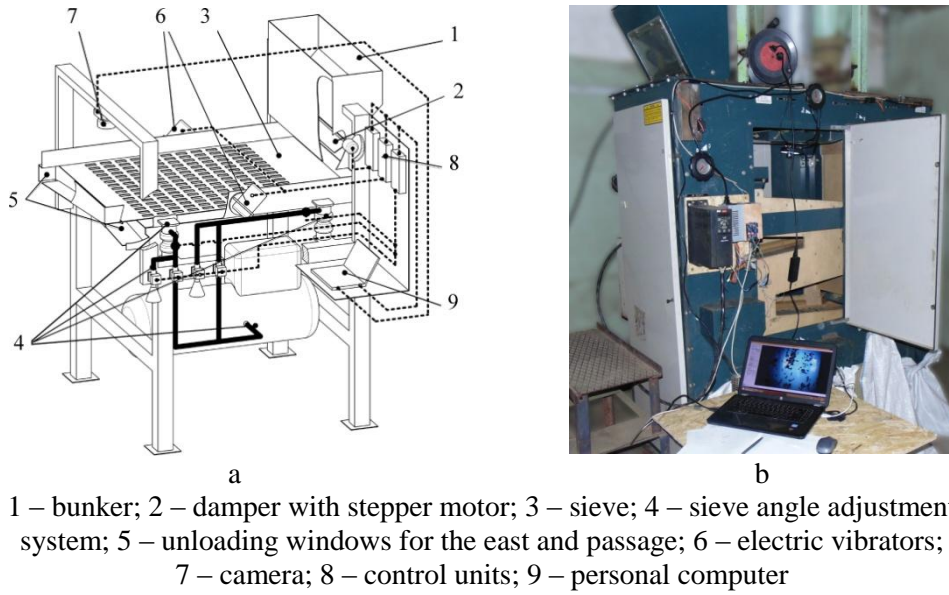 7 6 3
1
2
8
5
9
4
a b
1 – bunker; 2 – damper with stepper motor; 3 – sieve; 4 – sieve angle adjustmen
system; 5 – unloading windows for the east and passage; 6 – electric vibrators;
7 – camera; 8 – control units; 9 – personal computer